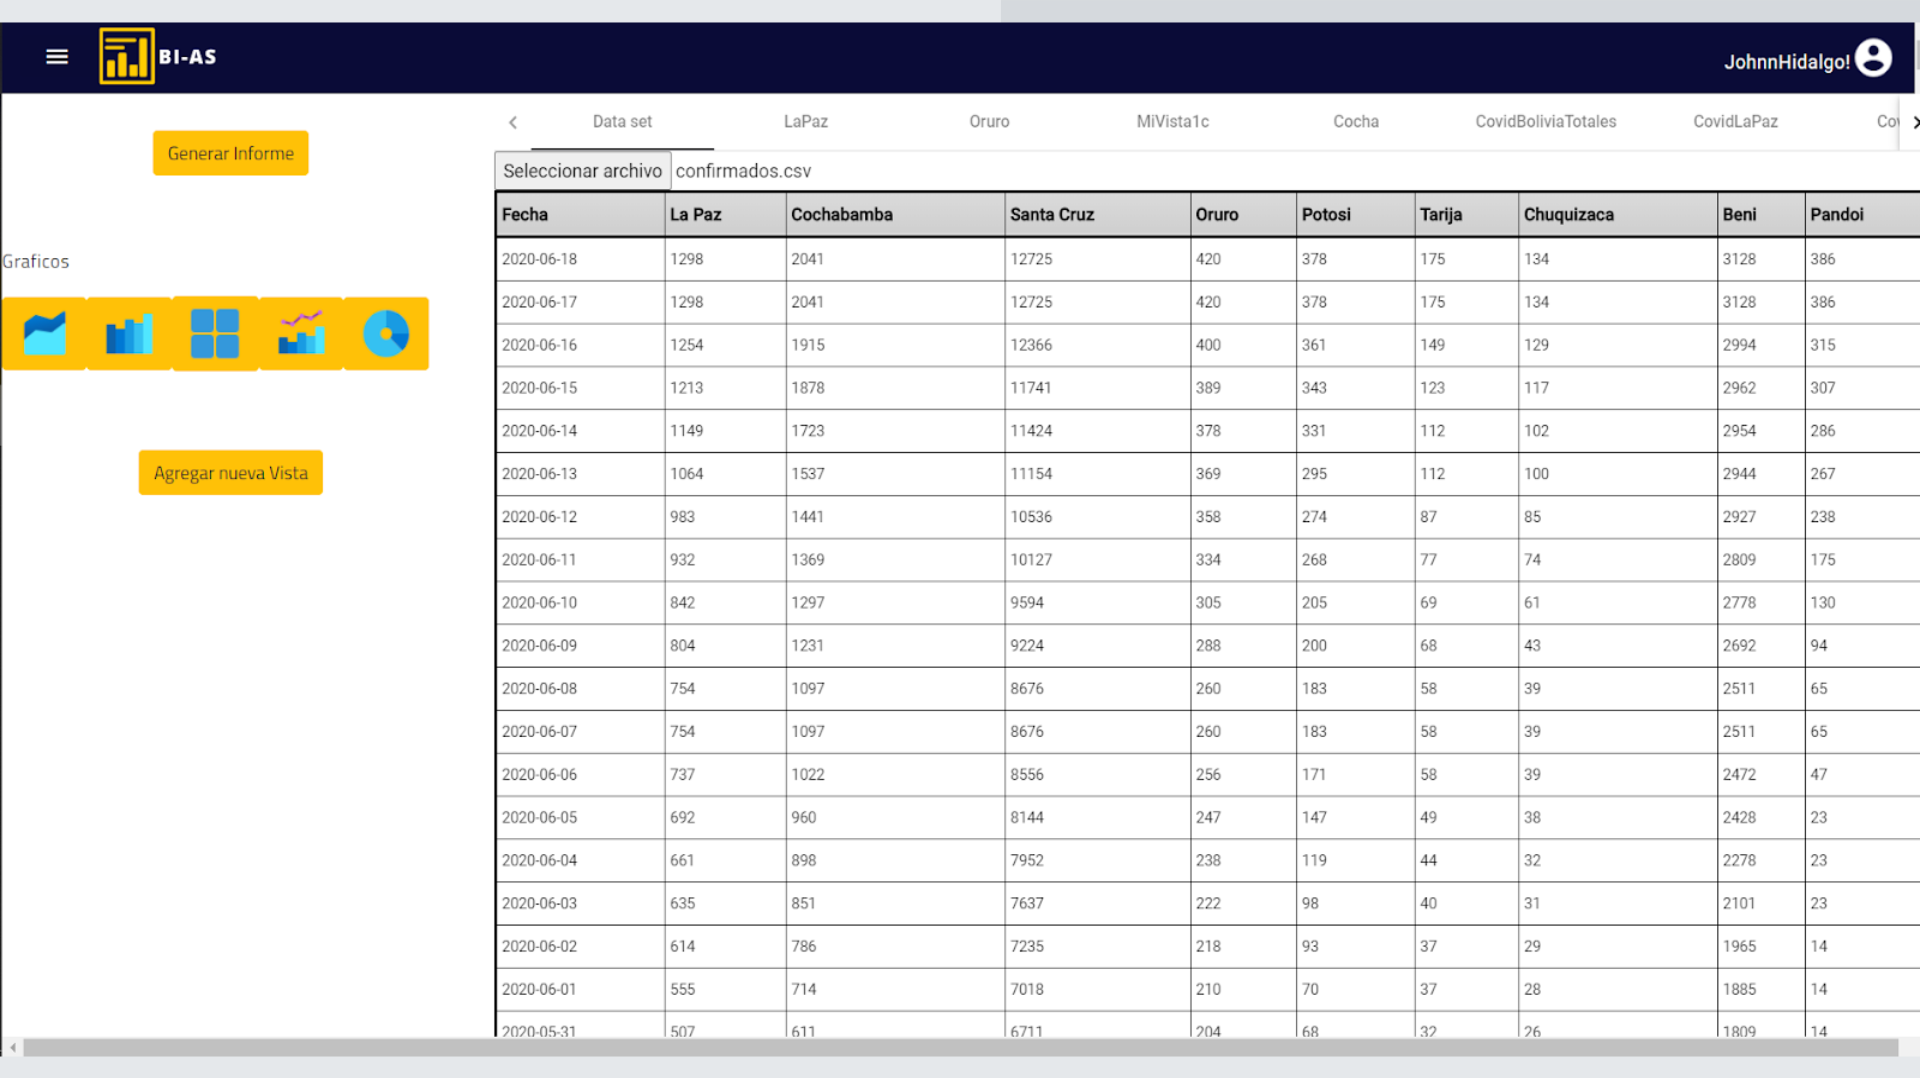 BI-AS
JohnnHidalgo!
Generar Informe
Graficos
Agregar nueva Vista
Data set LaPaz Oruro MiVista1c Cocha CovidBoliviaTotales CovidLaPaz
Seleccionar archivo confirmados.csv
Fecha La Paz Cochabamba Santa Cruz Oruro Potosi Tarija Chuquizaca Beni Pandoi
2020-06-18 1298 2041 12725 420 378 175 134 3128 386
2020-06-17 1298 2041 12725 420 378 175 134 3128 386
2020-06-16 1254 1915 12366 400 361 149 129 2994 315
2020-06-15 1213 1878 11741 389 343 123 117 2962 307
2020-06-14 1149 1723 11424 378 331 112 102 2954 286
2020-06-13 1064 1537 11154 369 295 112 100 2944 267
2020-06-12 983 1441 10536 358 274 87 85 2927 238
2020-06-11 932 1369 10127 334 268 77 74 2809 175
2020-06-10 842 1297 9594 305 205 69 61 2778 130
2020-06-09 804 1231 9224 288 200 68 43 2692 94
2020-06-08 754 1097 8676 260 183 58 39 2511 65
2020-06-07 754 1097 8676 260 183 58 39 2511 65
2020-06-06 737 1022 8556 256 171 58 39 2472 47
2020-06-05 692 960 8144 247 147 49 38 2428 23
2020-06-04 661 898 7952 238 119 44 32 2278 23
2020-06-03 635 851 7637 222 98 40 31 2101 23
2020-06-02 614 786 7235 218 93 37 29 1965 14
2020-06-01 555 714 7018 210 70 37 28 1885 14
2020-05-31 507 611 6711 204 68 32 26 1809 14